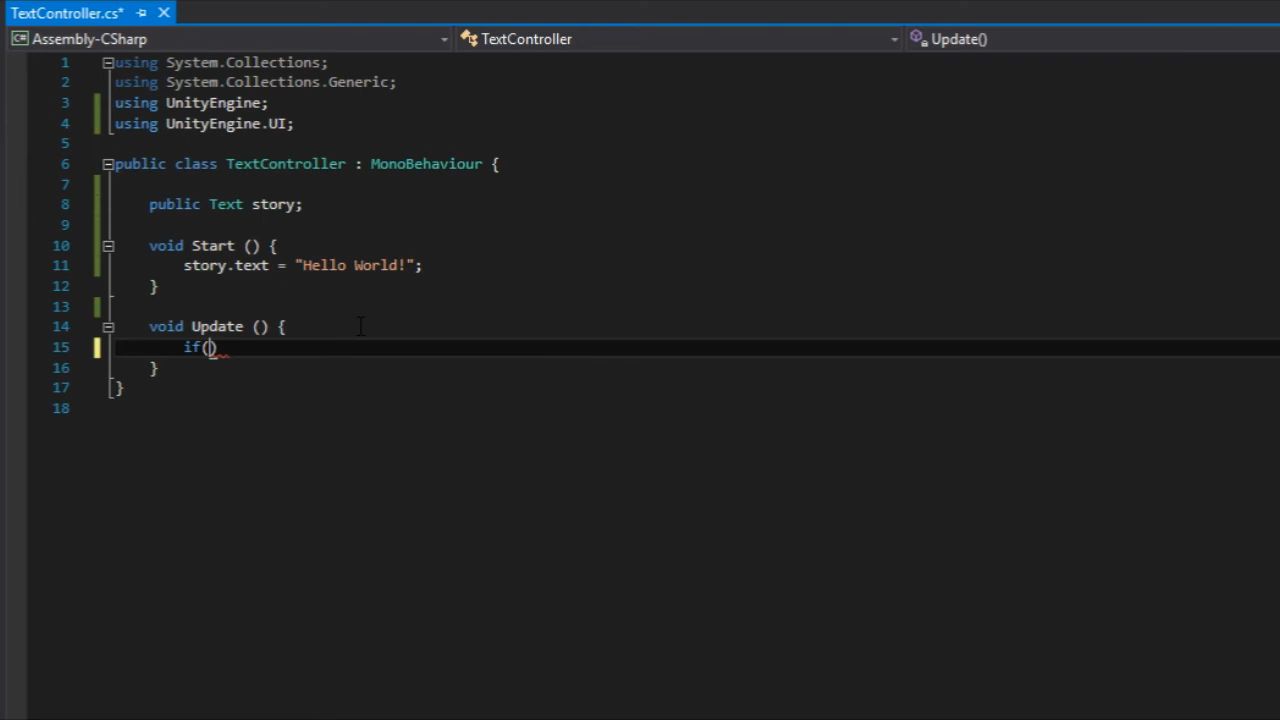 TextController.cs*
Assembly-CSharp TextController Update()
1 using System.Collections;
2 using System.Collections.Generic;
3 using UnityEngine;
4 using UnityEngine.UI;
5
6 public class TextController : MonoBehaviour {
7
8 public Text story;
9
10 void Start () {
11 story.text = "Hello World!";
12 }
13
14 void Update () {
15 if()
16 }
17 }
18